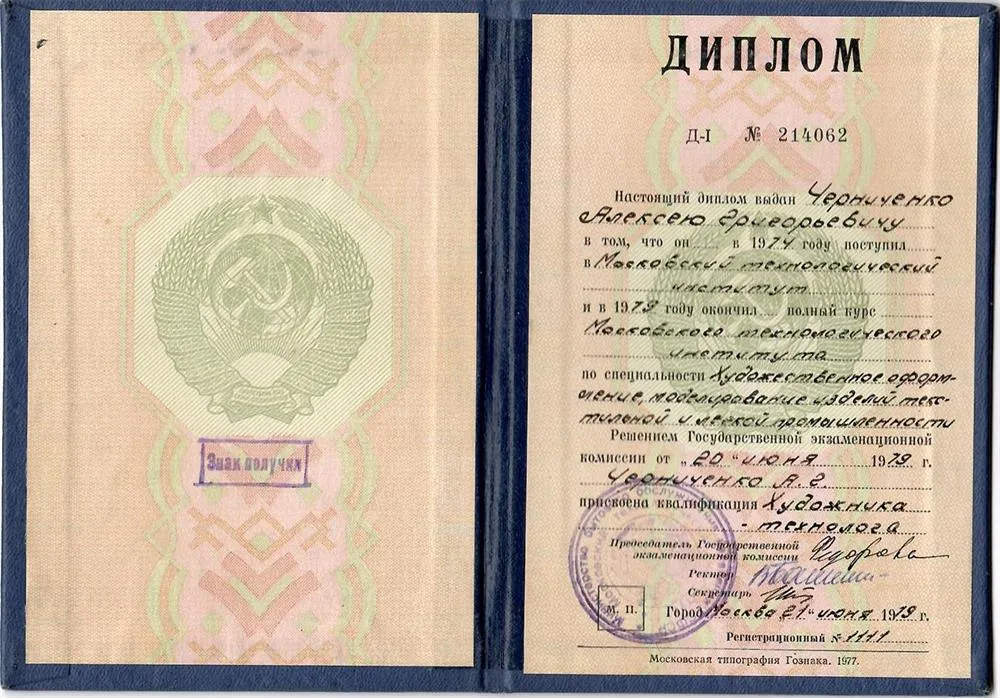 Знак получил
ДИПЛОМ
Д-I № 214062
Настоящий диплом выдан Черниченко
Алексею Григорьевичу
в том, что он в 1974 году поступил
в Московский технологический
институт
и в 1979 году окончил полный курс
Московского технологического
института
по специальности Художественное оформ-
ление, моделирование изделий текс-
тильной и легкой промышленности
Решением Государственной экзаменационной
комиссии от „20“ июня 1979 г.
Черниченко А.Г.
присвоена квалификация Художника
-технолога
Председатель Государственной
экзаменационной комиссии
Ректор
Секретарь
М. П.
Город Москва 21 “ июня 1979 г.
Регистрационный № 1111
Московская типография Гознака. 1977.